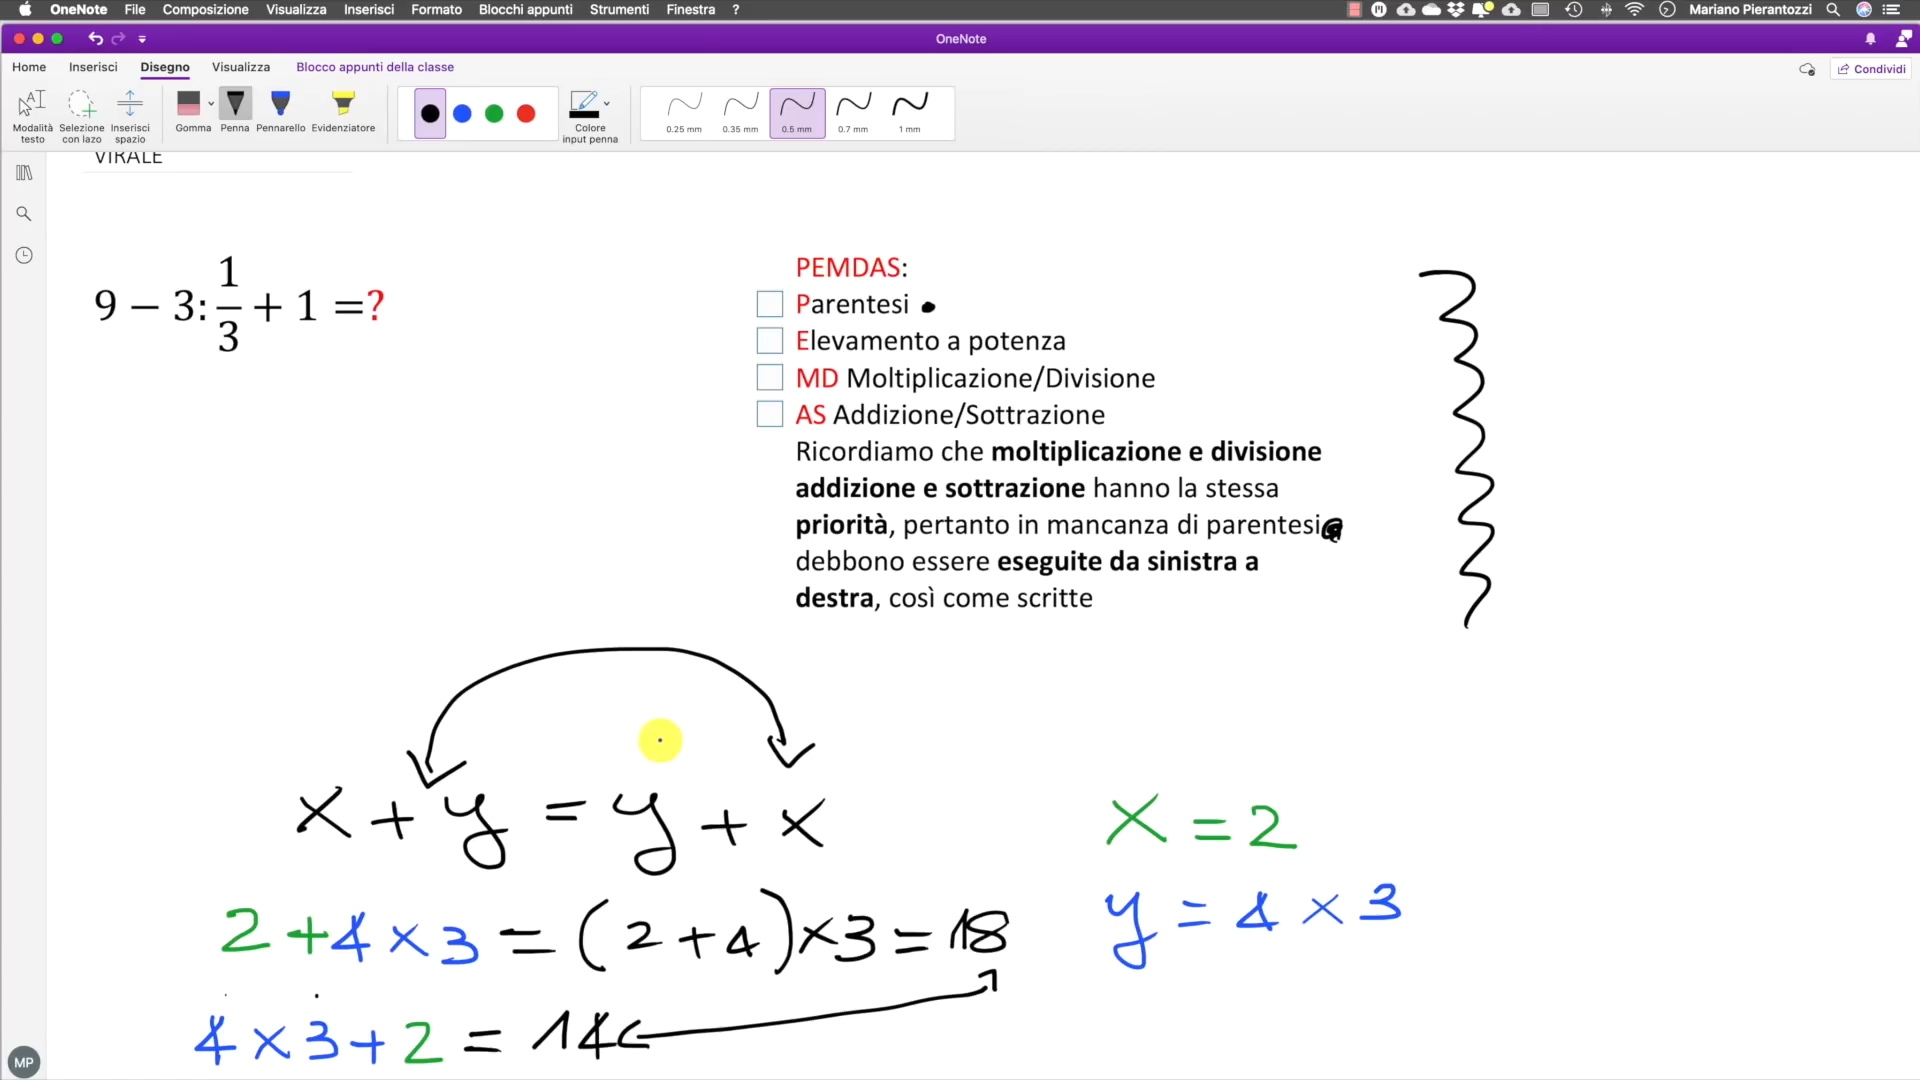 OneNote File Composizione Visualizza Inserisci Formato Blocchi appunti Strumenti Finestra ? Mariano Pierantozzi
OneNote
Home Inserisci Disegno Visualizza Blocco appunti della classe Condividi
Modalità testo Selezione con lazo Inserisci spazio Gomma Penna Pennarello Evidenziatore Colore input penna 0.25 mm 0.35 mm 0.5 mm 0.7 mm 1 mm
VIRALE
9 − 3: 1/3 + 1 =?
PEMDAS:
Parentesi
Elevamento a potenza
MD Moltiplicazione/Divisione
AS Addizione/Sottrazione
Ricordiamo che moltiplicazione e divisione
addizione e sottrazione hanno la stessa
priorità, pertanto in mancanza di parentesi
debbono essere eseguite da sinistra a
destra, così come scritte
x + y = y + x
x = 2
y = 4 × 3
2 + 4 × 3 = (2 + 4) × 3 = 18
4 × 3 + 2 = 14
MP